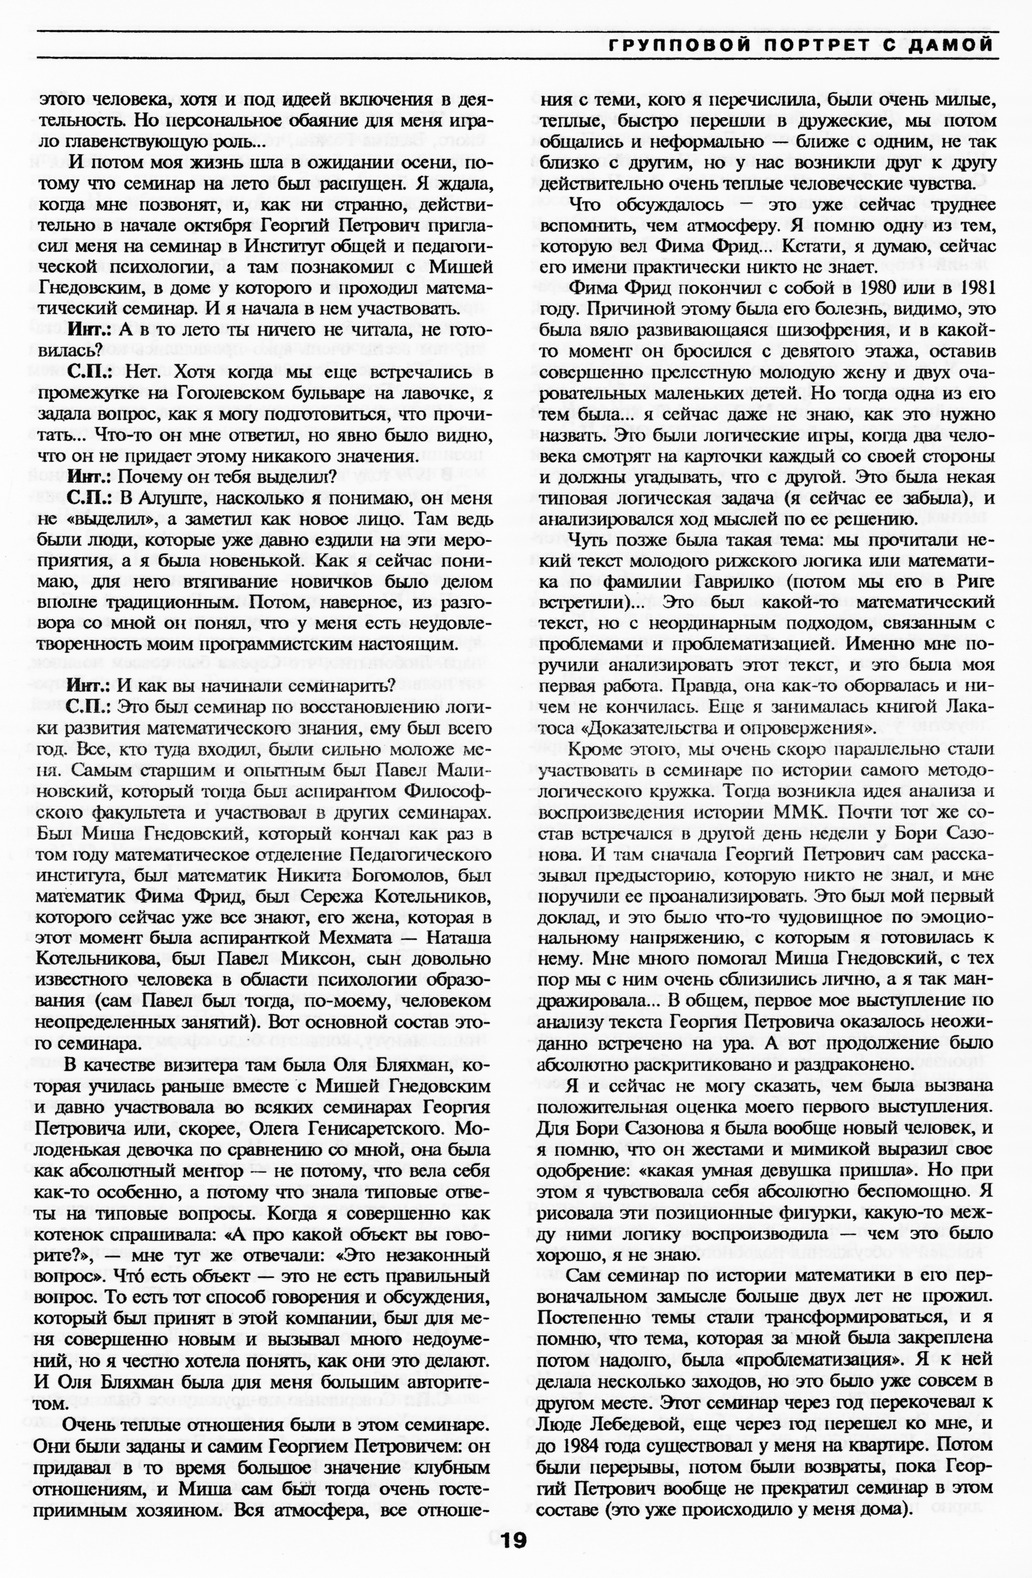 ГРУППОВОЙ ПОРТРЕТ С ДАМОЙ
этого человека, хотя и под идеей включения в дея-
тельность. Но персональное обаяние для меня игра-
ло главенствующую роль...
И потом моя жизнь шла в ожидании осени, по-
тому что семинар на лето был распущен. Я ждала,
когда мне позвонят, и, как ни странно, действи-
тельно в начале октября Георгий Петрович пригла-
сил меня на семинар в Институт общей и педагоги-
ческой психологии, а там познакомил с Мишей
Гнедовским, в доме у которого и проходил матема-
тический семинар. И я начала в нем участвовать.
Инт.: А в то лето ты ничего не читала, не гото-
вилась?
С.П.: Нет. Хотя когда мы еще встречались в
промежутке на Гоголевском бульваре на лавочке, я
задала вопрос, как я могу подготовиться, что прочи-
тать... Что-то он мне ответил, но явно было видно,
что он не придает этому никакого значения.
Инт.: Почему он тебя выделил?
С.П.: В Алуште, насколько я понимаю, он меня
не «выделил», а заметил как новое лицо. Там ведь
были люди, которые уже давно ездили на эти меро-
приятия, а я была новенькой. Как я сейчас пони-
маю, для него втягивание новичков было делом
вполне традиционным. Потом, наверное, из разго-
вора со мной он понял, что у меня есть неудовле-
творенность моим программистским настоящим.
Инт.: И как вы начинали семинарить?
С.П.: Это был семинар по восстановлению логи-
ки развития математического знания, ему был всего
год. Все, кто туда входил, были сильно моложе ме-
ня. Самым старшим и опытным был Павел Мали-
новский, который тогда был аспирантом Философ-
ского факультета и участвовал в других семинарах.
Был Миша Гнедовский, который кончал как раз в
том году математическое отделение Педагогического
института, был математик Никита Богомолов, был
математик Фима Фрид, был Сережа Котельников,
которого сейчас уже все знают, его жена, которая в
этот момент была аспиранткой Мехмата — Наташа
Котельникова, был Павел Миксон, сын довольно
известного человека в области психологии образо-
вания (сам Павел был тогда, по-моему, человеком
неопределенных занятий). Вот основной состав это-
го семинара.
В качестве визитера там была Оля Бляхман, ко-
торая училась раньше вместе с Мишей Гнедовским
и давно участвовала во всяких семинарах Георгия
Петровича или, скорее, Олега Генисаретского. Мо-
лоденькая девочка по сравнению со мной, она была
как абсолютный ментор — не потому, что вела себя
как-то особенно, а потому что знала типовые отве-
ты на типовые вопросы. Когда я совершенно как
котенок спрашивала: «А про какой объект вы гово-
рите?», — мне тут же отвечали: «Это незаконный
вопрос». Чтó есть объект — это не есть правильный
вопрос. То есть тот способ говорения и обсуждения,
который был принят в этой компании, был для ме-
ня совершенно новым и вызывал много недоуме-
ний, но я честно хотела понять, как они это делают.
И Оля Бляхман была для меня большим авторите-
том.
Очень теплые отношения были в этом семинаре.
Они были заданы и самим Георгием Петровичем: он
придавал в то время большое значение клубным
отношениям, и Миша сам был тогда очень госте-
приимным хозяином. Вся атмосфера, все отноше-
ния с теми, кого я перечислила, были очень милые,
теплые, быстро перешли в дружеские, мы потом
общались и неформально — ближе с одним, не так
близко с другим, но у нас возникли друг к другу
действительно очень теплые человеческие чувства.
Что обсуждалось — это уже сейчас труднее
вспомнить, чем атмосферу. Я помню одну из тем,
которую вел Фима Фрид... Кстати, я думаю, сейчас
его имени практически никто не знает.
Фима Фрид покончил с собой в 1980 или в 1981
году. Причиной этому была его болезнь, видимо, это
была вяло развивающаяся шизофрения, и в какой-
то момент он бросился с девятого этажа, оставив
совершенно прелестную молодую жену и двух оча-
ровательных маленьких детей. Но тогда одна из его
тем была... я сейчас даже не знаю, как это нужно
назвать. Это были логические игры, когда два чело-
века смотрят на карточки каждый со своей стороны
и должны угадывать, что с другой. Это была некая
типовая логическая задача (я сейчас ее забыла), и
анализировался ход мыслей по ее решению.
Чуть позже была такая тема: мы прочитали не-
кий текст молодого рижского логика или математи-
ка по фамилии Гаврилко (потом мы его в Риге
встретили)... Это был какой-то математический
текст, но с неординарным подходом, связанным с
проблемами и проблематизацией. Именно мне по-
ручили анализировать этот текст, и это была моя
первая работа. Правда, она как-то оборвалась и ни-
чем не кончилась. Еще я занималась книгой Лака-
тоса «Доказательства и опровержения».
Кроме этого, мы очень скоро параллельно стали
участвовать в семинаре по истории самого методо-
логического кружка. Тогда возникла идея анализа и
воспроизведения истории ММК. Почти тот же со-
став встречался в другой день недели у Бори Сазо-
нова. И там сначала Георгий Петрович сам расска-
зывал предысторию, которую никто не знал, и мне
поручили ее проанализировать. Это был мой первый
доклад, и это было что-то чудовищное по эмоцио-
нальному напряжению, с которым я готовилась к
нему. Мне много помогал Миша Гнедовский, с тех
пор мы с ним очень сблизились лично, а я так ман-
дражировала... В общем, первое мое выступление по
анализу текста Георгия Петровича оказалось неожи-
данно встречено на ура. А вот продолжение было
абсолютно раскритиковано и раздраконено.
Я и сейчас не могу сказать, чем была вызвана
положительная оценка моего первого выступления.
Для Бори Сазонова я была вообще новый человек, и
я помню, что он жестами и мимикой выразил свое
одобрение: «какая умная девушка пришла». Но при
этом я чувствовала себя абсолютно беспомощно. Я
рисовала эти позиционные фигурки, какую-то меж-
ду ними логику воспроизводила — чем это было
хорошо, я не знаю.
Сам семинар по истории математики в его пер-
воначальном замысле больше двух лет не прожил.
Постепенно темы стали трансформироваться, и я
помню, что тема, которая за мной была закреплена
потом надолго, была «проблематизация». Я к ней
делала несколько заходов, но это было уже совсем в
другом месте. Этот семинар через год перекочевал к
Люде Лебедевой, еще через год перешел ко мне, и
до 1984 года существовал у меня на квартире. Потом
были перерывы, потом были возвраты, пока Геор-
гий Петрович вообще не прекратил семинар в этом
составе (это уже происходило у меня дома).
19